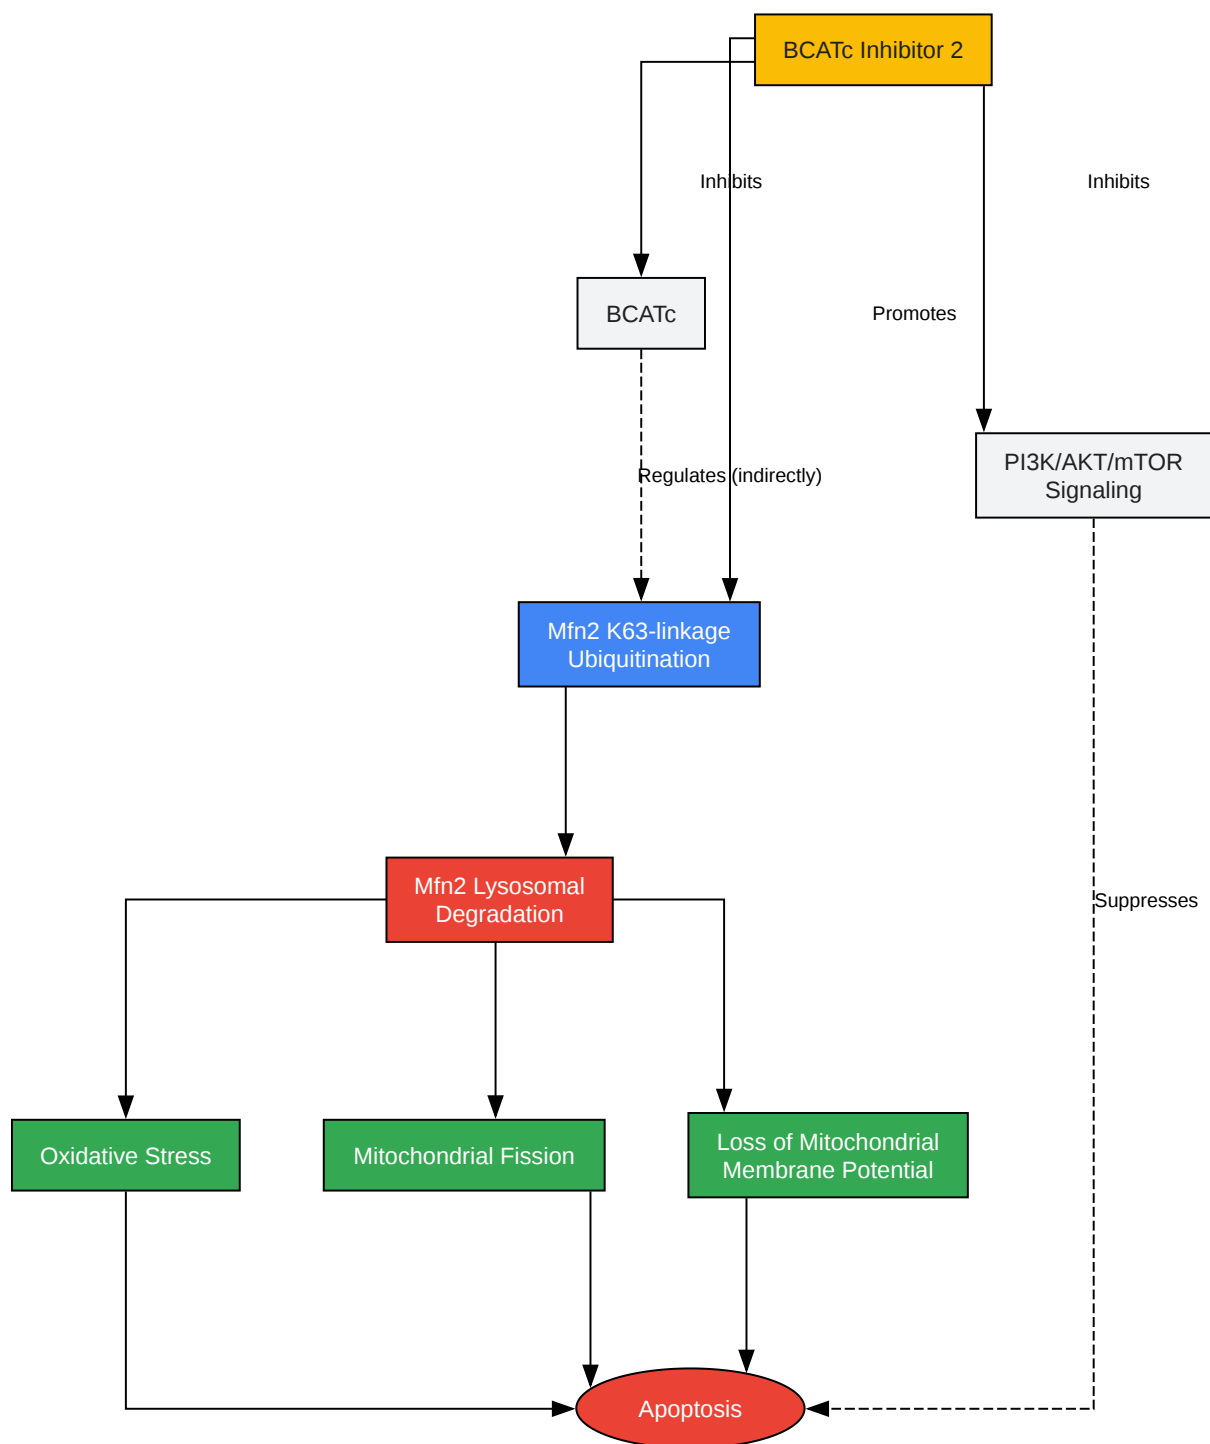 BCATc Inhibitor 2
Inhibits
Inhibits
BCATc
Promotes
PI3K/AKT/mTOR
Signaling
Regulates (indirectly)
Mfn2 K63-linkage
Ubiquitination
Mfn2 Lysosomal
Degradation
Suppresses
Oxidative Stress
Mitochondrial Fission
Loss of Mitochondrial
Membrane Potential
Apoptosis